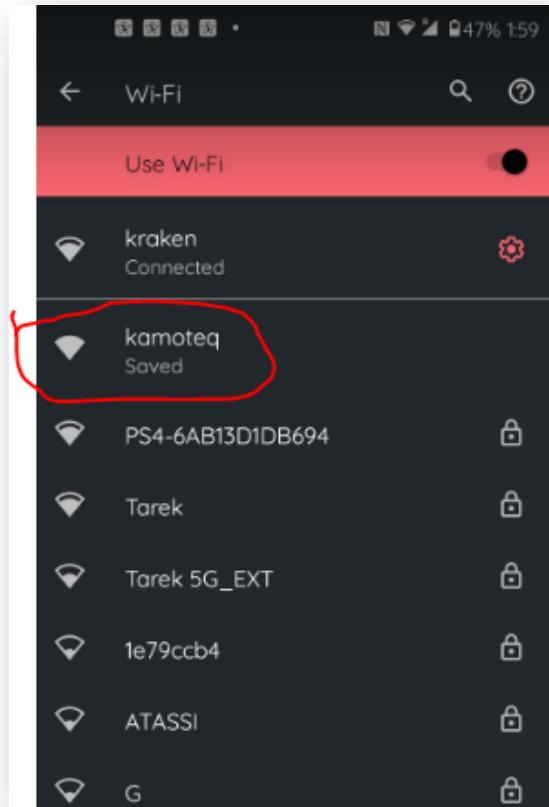 47% 1:59
Wi-Fi
Use Wi-Fi
kraken
Connected
kamoteq
Saved
PS4-6AB13D1DB694
Tarek
Tarek 5G_EXT
1e79ccb4
ATASSI
G